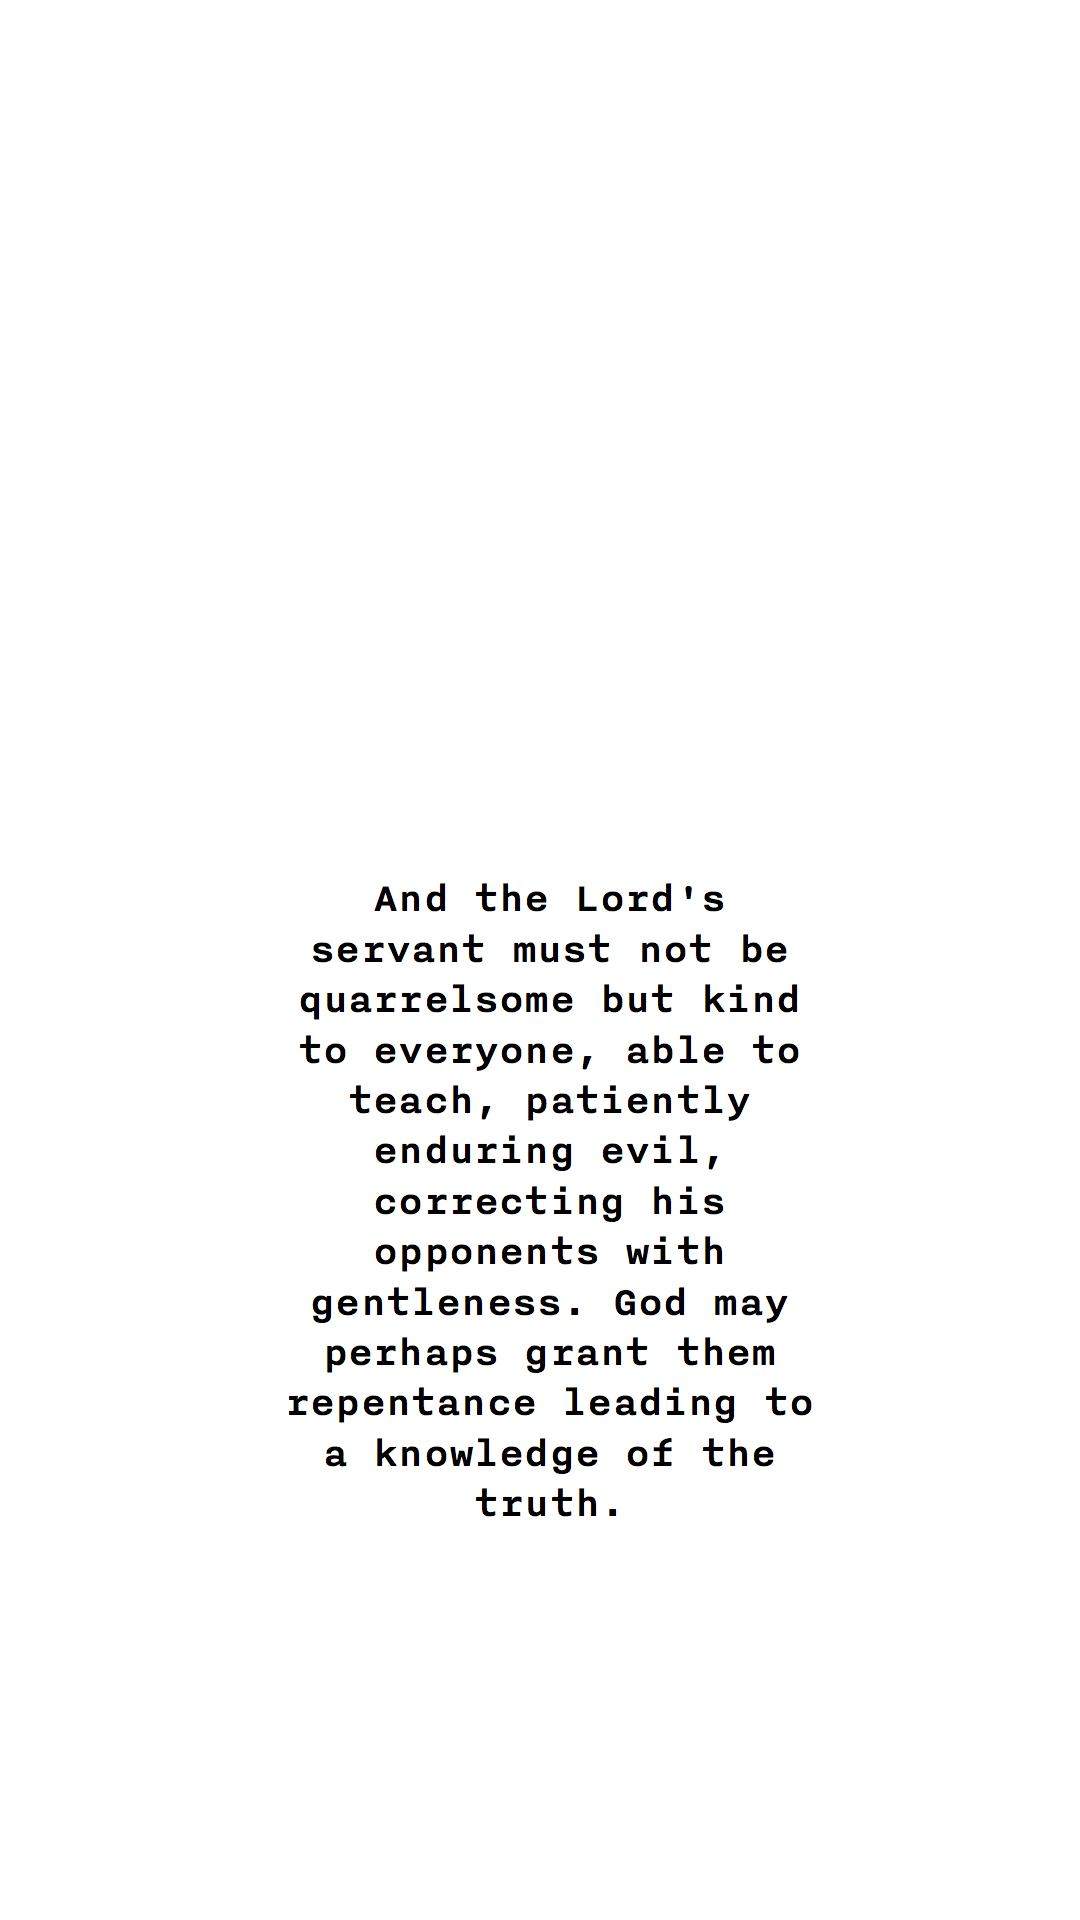 And the Lord's
servant must not be
quarrelsome but kind
to everyone, able to
teach, patiently
enduring evil,
correcting his
opponents with
gentleness. God may
perhaps grant them
repentance leading to
a knowledge of the
truth.